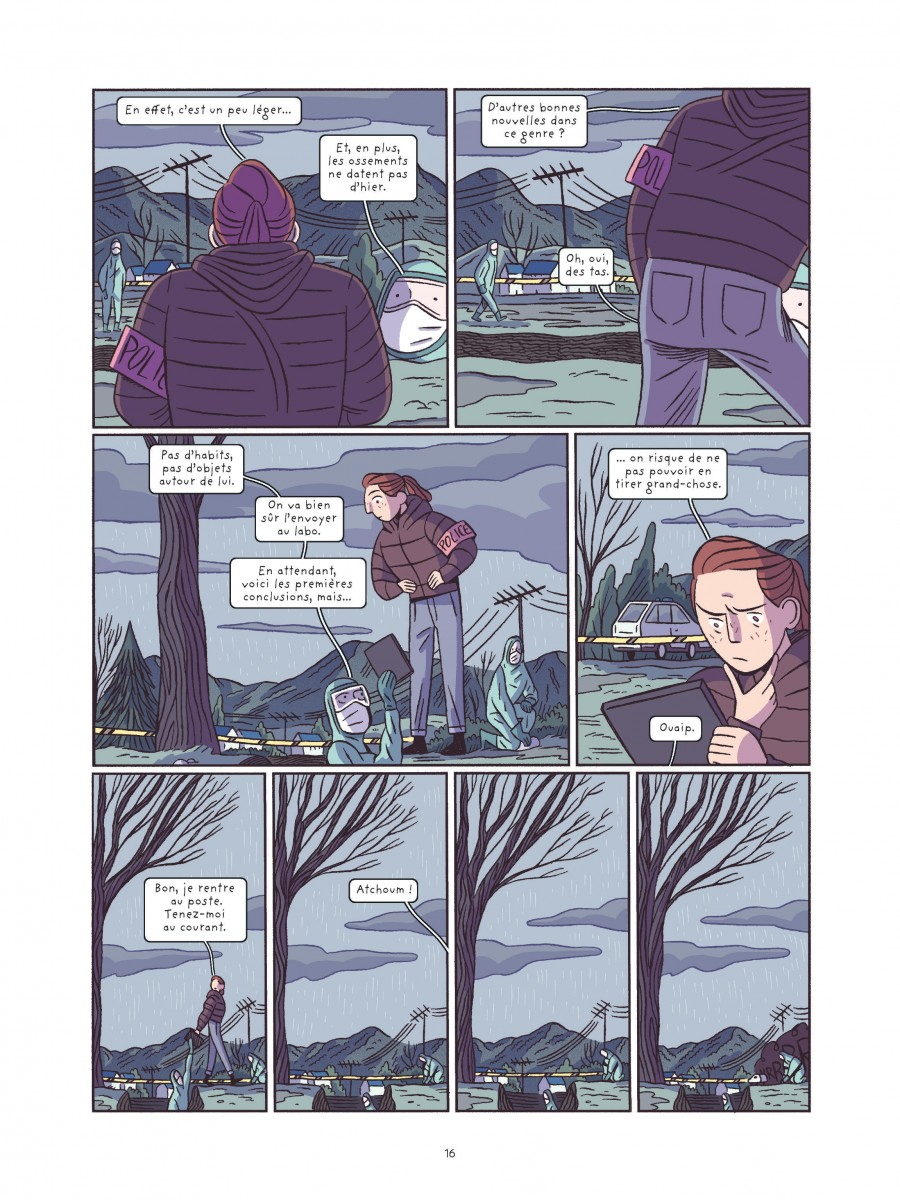 En effet, c'est un peu léger...
Et, en plus,
les ossements
ne datent pas
d'hier.
POLICE
D'autres bonnes
nouvelles dans
ce genre ?
POL
Oh, oui,
des tas.
Pas d'habits,
pas d'objets
autour de lui.
On va bien
sûr l'envoyer
au labo.
POLICE
En attendant,
voici les premières
conclusions, mais...
... on risque de ne
pas pouvoir en
tirer grand-chose.
Ouaip.
Bon, je rentre
au poste.
Tenez-moi
au courant.
Atchoum !
16